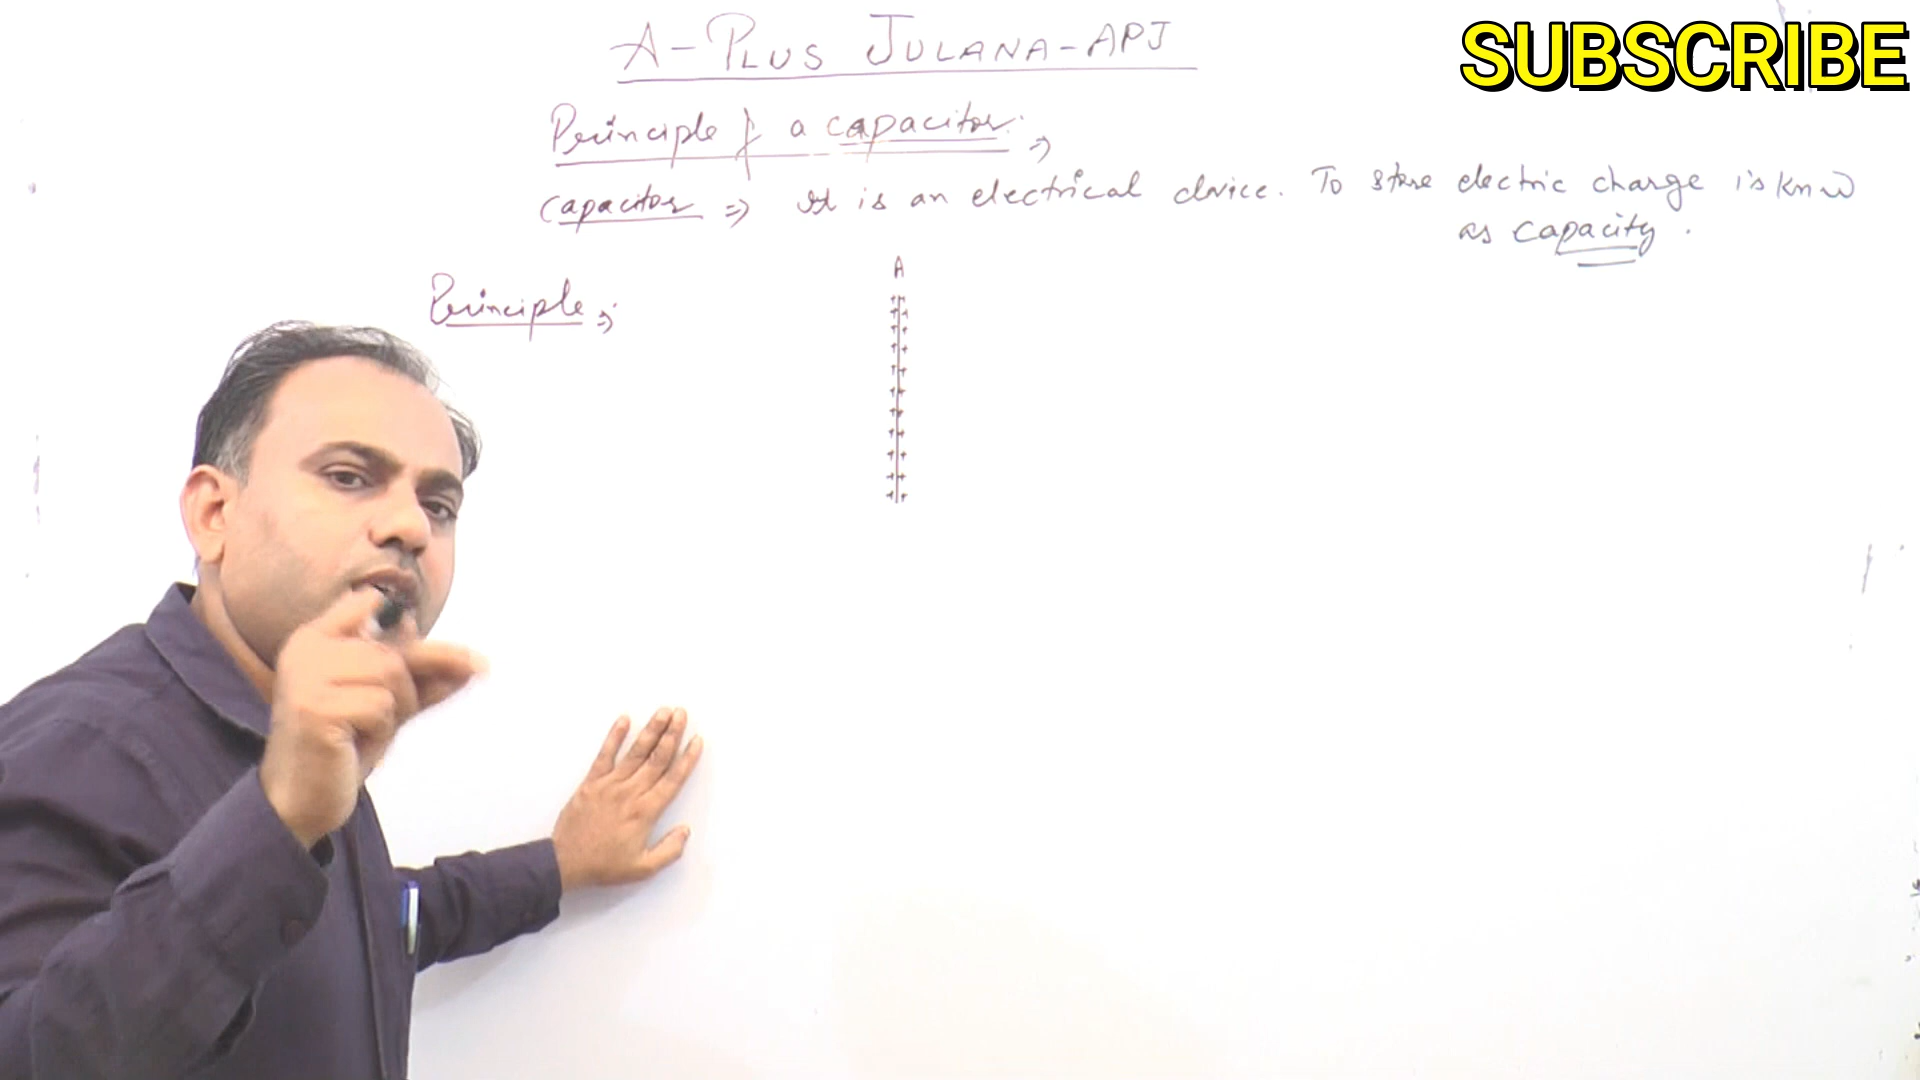 A-PLUS JULANA-APJ
SUBSCRIBE
Principle of a capacitor. ⇒
capacitor ⇒ It is an electrical device. To store electric charge is know
as capacity.
Principle ⇒
A